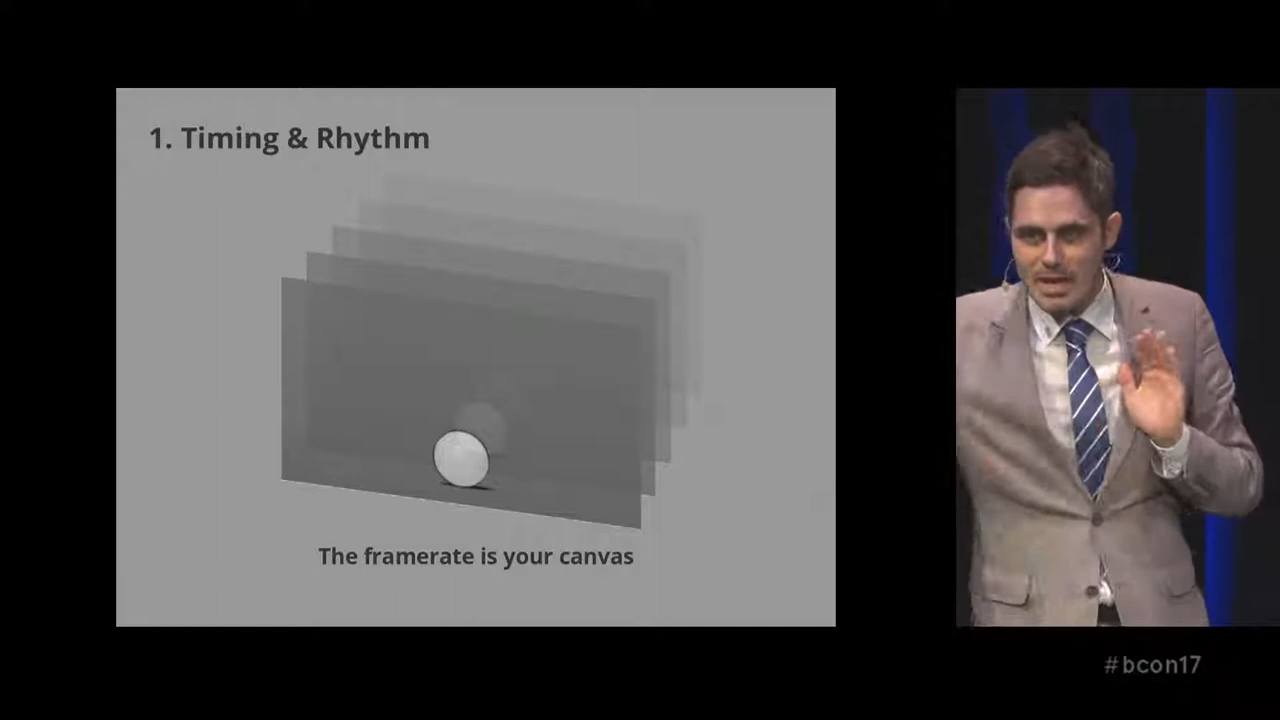 1. Timing & Rhythm
The framerate is your canvas
#bcon17